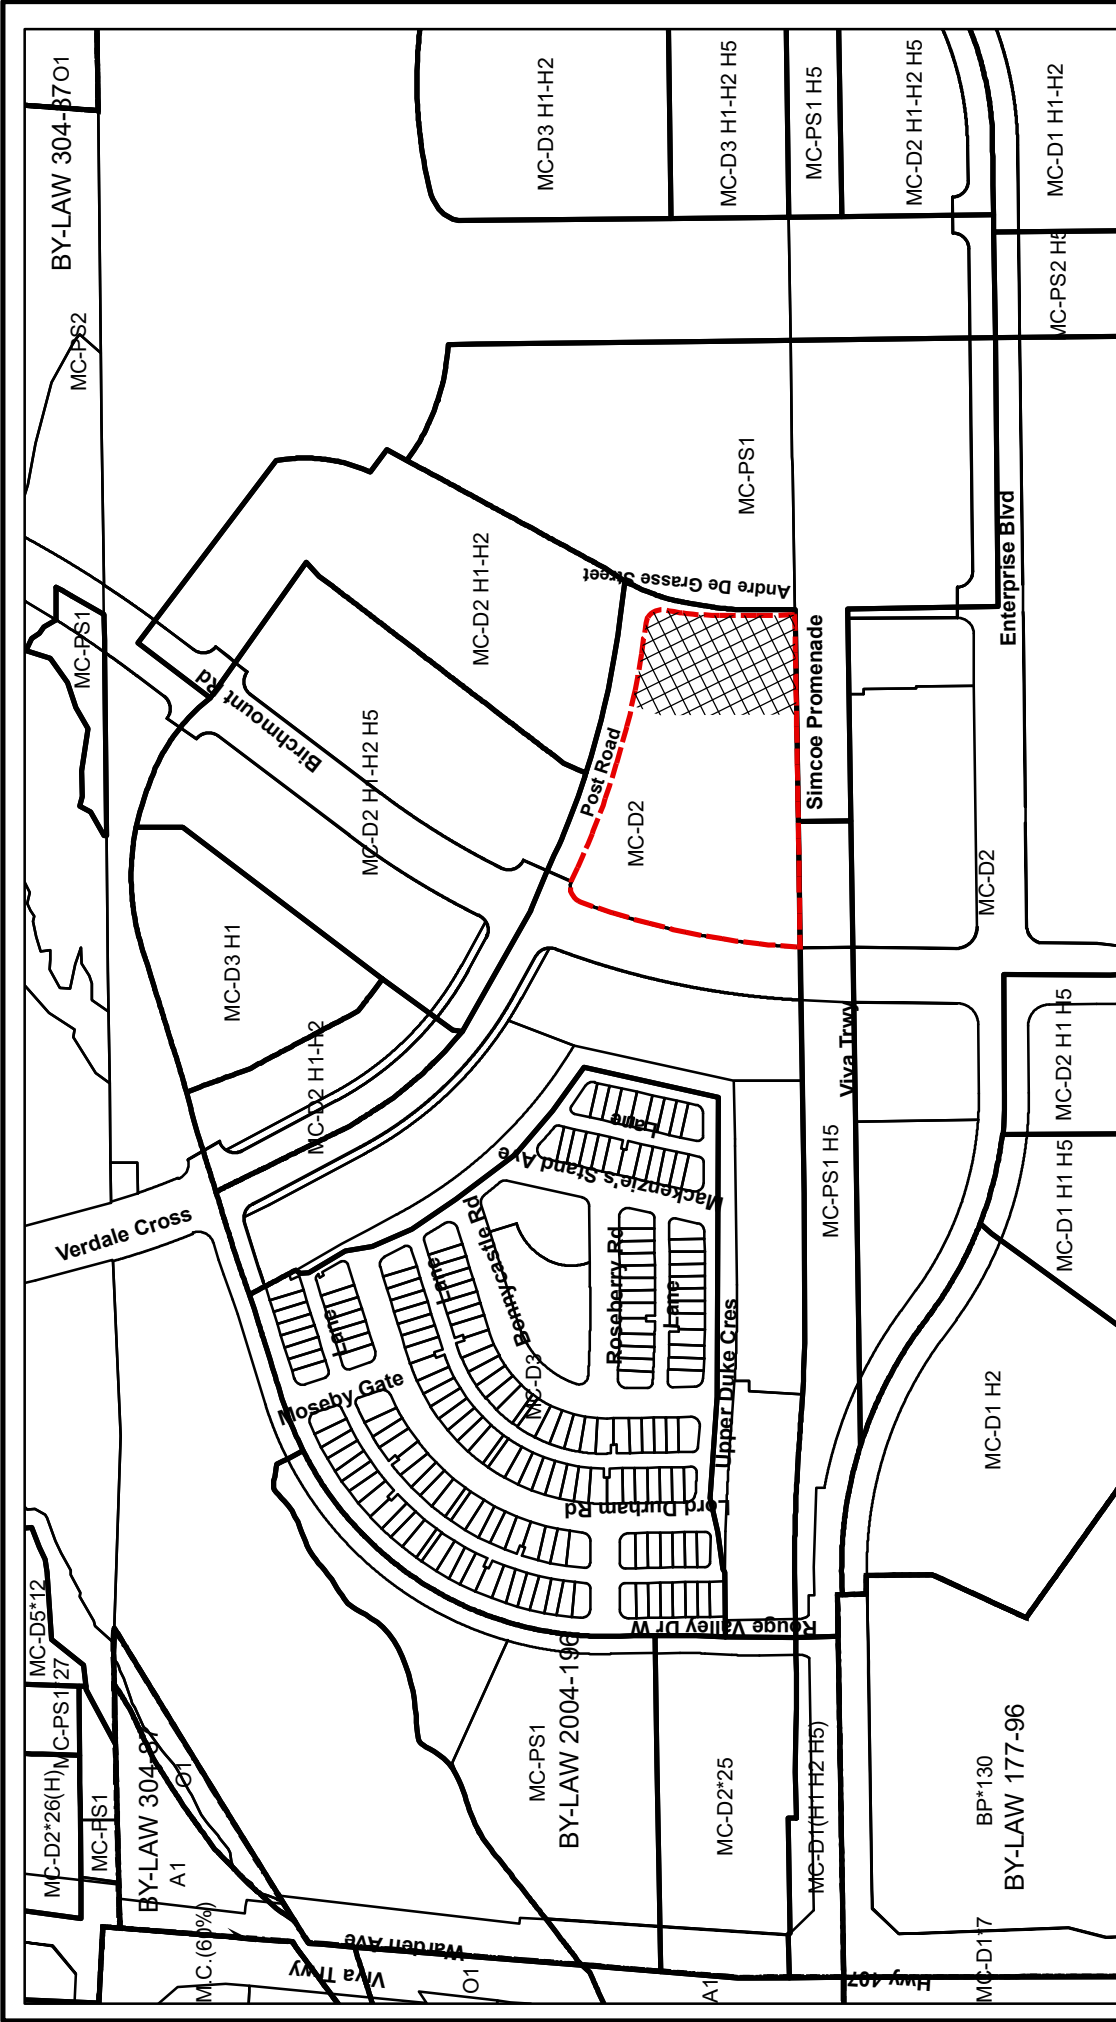 BY-LAW 304-87
O1
MC-PS2
MC-D3 H1-H2
MC-D3 H1-H2 H5
MC-PS1 H5
MC-D2 H1-H2 H5
MC-D1 H1-H2
MC-PS2 H5
MC-PS1
MC-PS1
MC-D2 H1-H2
Andre De Grasse Street
Enterprise Blvd
Birchmount Rd
MC-D2 H1-H2 H5
Post Road
MC-D2
Simcoe Promenade
MC-D2
MC-D3 H1
MC-D2 H1-H2
Viva Trwy
MC-D2 H1 H5
MC-PS1 H5
MC-D1 H1 H5
Verdale Cross
Lane
Mackenzie's Stand Ave
Bonnycastle Rd
Lane
Lane
Roseberry Rd
Lane
Upper Duke Cres
MC-D3
Moseby Gate
MC-D1 H2
Lord Durham Rd
Rouge Valley Dr W
MC-D5*12
MC-PS1*27
MC-D2*26(H)
MC-PS1
BY-LAW 304-87
A1
O1
MC-PS1
BY-LAW 2004-196
MC-D2*25
MC-D1(H1 H2 H5)
BP*130
BY-LAW 177-96
M.C.(60%)
Warden Ave
Viva Trwy
O1
A1
Hwy 407
MC-D1*7